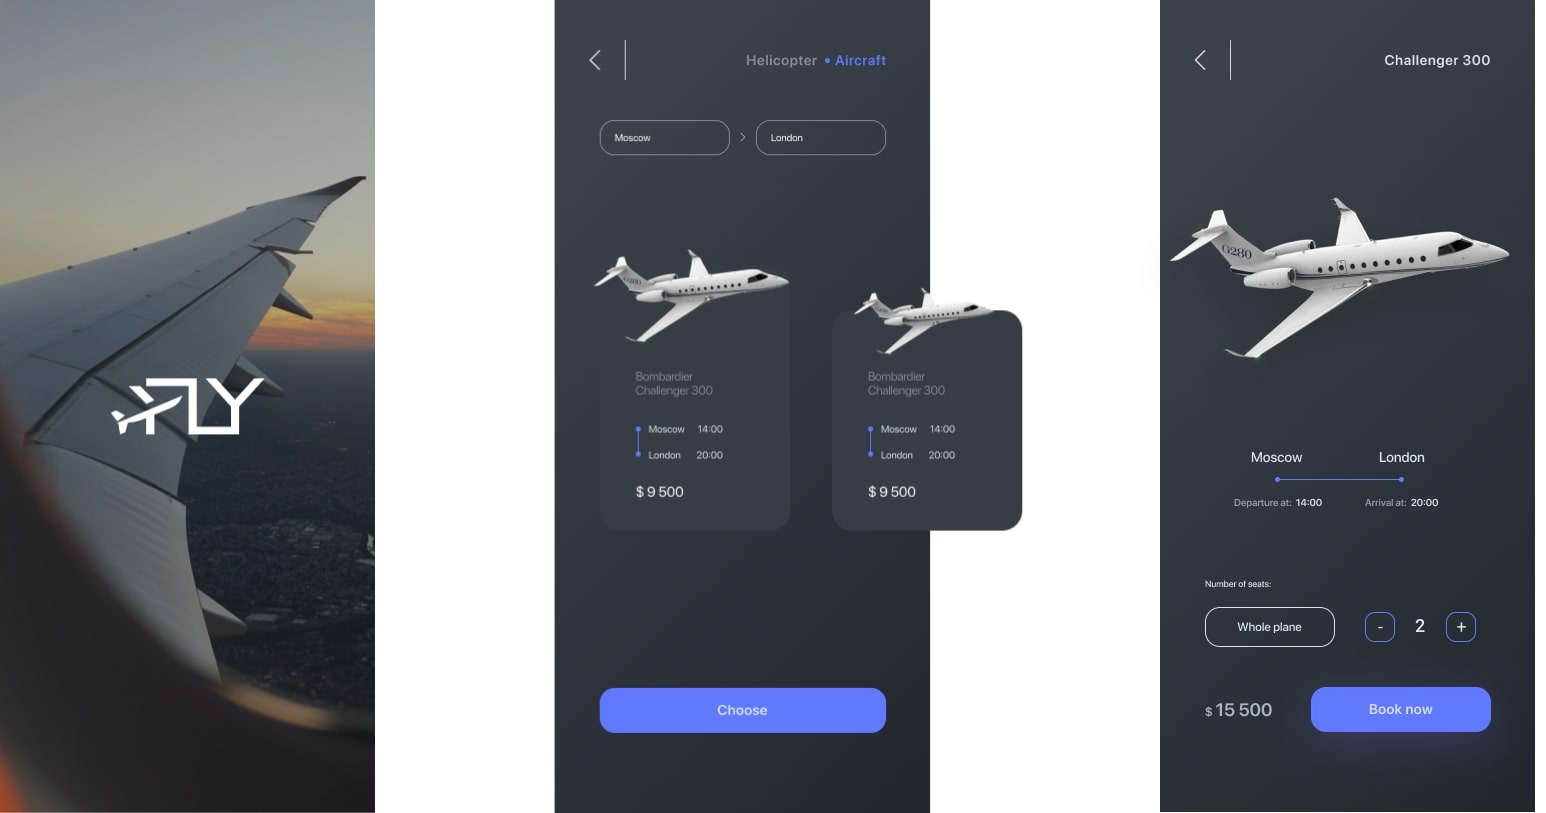 FLY
Helicopter • Aircraft
Moscow > London
G280
G280
Bombardier
Challenger 300
Moscow 14:00
London 20:00
$ 9 500
Bombardier
Challenger 300
Moscow 14:00
London 20:00
$ 9 500
Choose
Challenger 300
G280
Moscow London
Departure at: 14:00 Arrival at: 20:00
Number of seats:
Whole plane - 2 +
$ 15 500 Book now